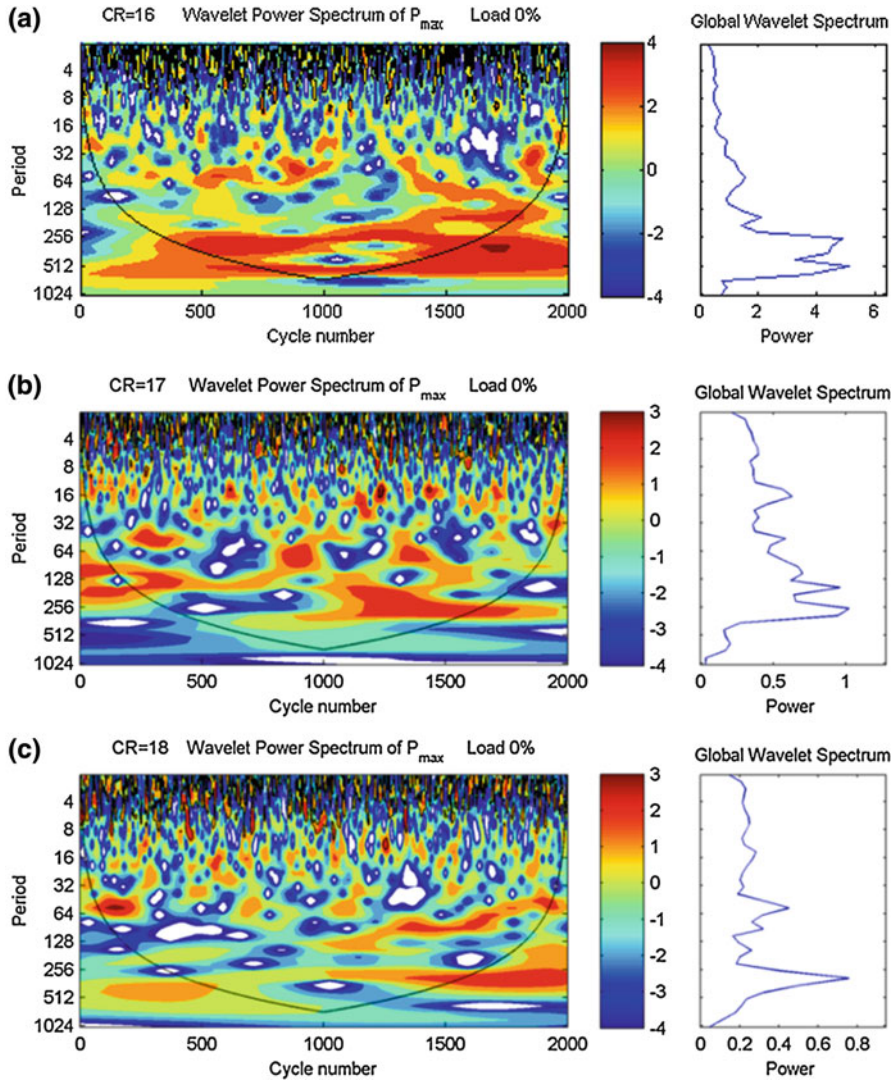 (a)
CR=16 Wavelet Power Spectrum of Pmax Load 0%
Global Wavelet Spectrum
Period
4
8
16
32
64
128
256
512
1024
0 500 1000 1500 2000
Cycle number
4
2
0
-2
-4
0 2 4 6
Power
(b)
CR=17 Wavelet Power Spectrum of Pmax Load 0%
Global Wavelet Spectrum
Period
4
8
16
32
64
128
256
512
1024
0 500 1000 1500 2000
Cycle number
3
2
1
0
-1
-2
-3
-4
0 0.5 1
Power
(c)
CR=18 Wavelet Power Spectrum of Pmax Load 0%
Global Wavelet Spectrum
Period
4
8
16
32
64
128
256
512
1024
0 500 1000 1500 2000
Cycle number
3
2
1
0
-1
-2
-3
-4
0 0.2 0.4 0.6 0.8
Power